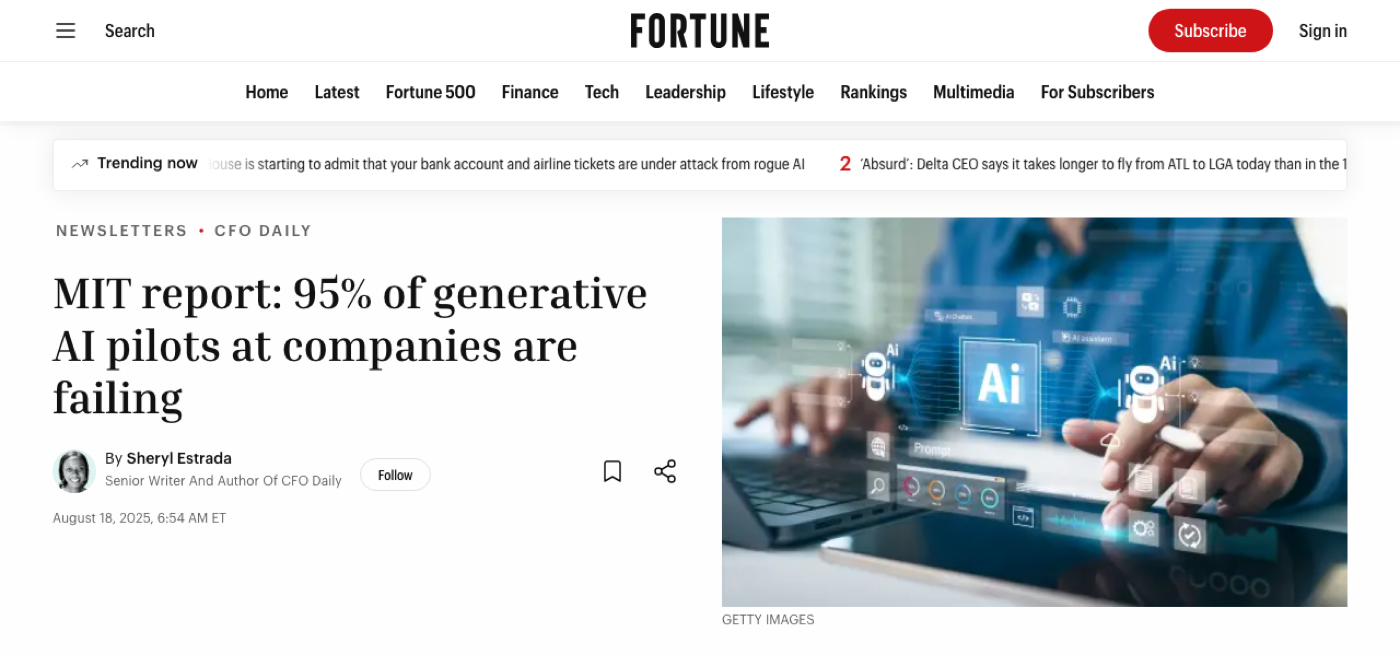 Search
FORTUNE
Subscribe
Sign in
Home Latest Fortune 500 Finance Tech Leadership Lifestyle Rankings Multimedia For Subscribers
Trending now
is starting to admit that your bank account and airline tickets are under attack from rogue AI
2 'Absurd': Delta CEO says it takes longer to fly from ATL to LGA today than in the
NEWSLETTERS • CFO DAILY
MIT report: 95% of generative
AI pilots at companies are
failing
By Sheryl Estrada
Senior Writer And Author Of CFO Daily
Follow
August 18, 2025, 6:54 AM ET
AI Chatbot
AI assistant
Ai
Ai
Ai
Prompt
GETTY IMAGES